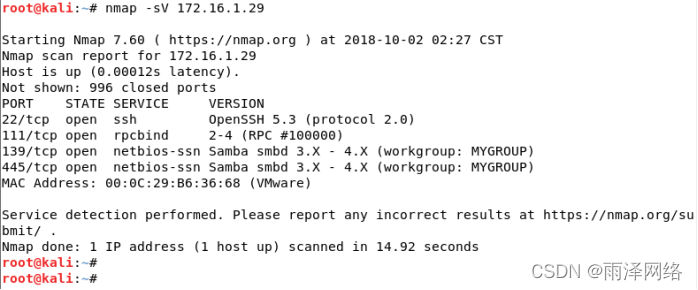 root@kali:~# nmap -sV 172.16.1.29
Starting Nmap 7.60 ( https://nmap.org ) at 2018-10-02 02:27 CST
Nmap scan report for 172.16.1.29
Host is up (0.00012s latency).
Not shown: 996 closed ports
PORT    STATE SERVICE     VERSION
22/tcp  open  ssh         OpenSSH 5.3 (protocol 2.0)
111/tcp open  rpcbind     2-4 (RPC #100000)
139/tcp open  netbios-ssn Samba smbd 3.X - 4.X (workgroup: MYGROUP)
445/tcp open  netbios-ssn Samba smbd 3.X - 4.X (workgroup: MYGROUP)
MAC Address: 00:0C:29:B6:36:68 (VMware)
Service detection performed. Please report any incorrect results at https://nmap.org/su
bmit/ .
Nmap done: 1 IP address (1 host up) scanned in 14.92 seconds
root@kali:~#
root@kali:~#
CSDN @雨泽网络